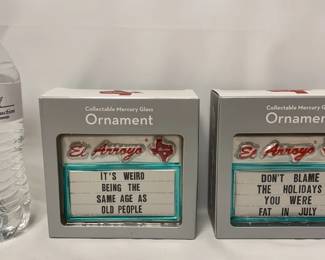 Collectable Mercury Glass
Ornament
El Arroyo
IT'S WEIRD
BEING THE
SAME AGE AS
OLD PEOPLE
Collectable Mercury Glass
Ornament
El Arroyo
DON'T BLAME
THE HOLIDAYS
YOU WERE
FAT IN JULY